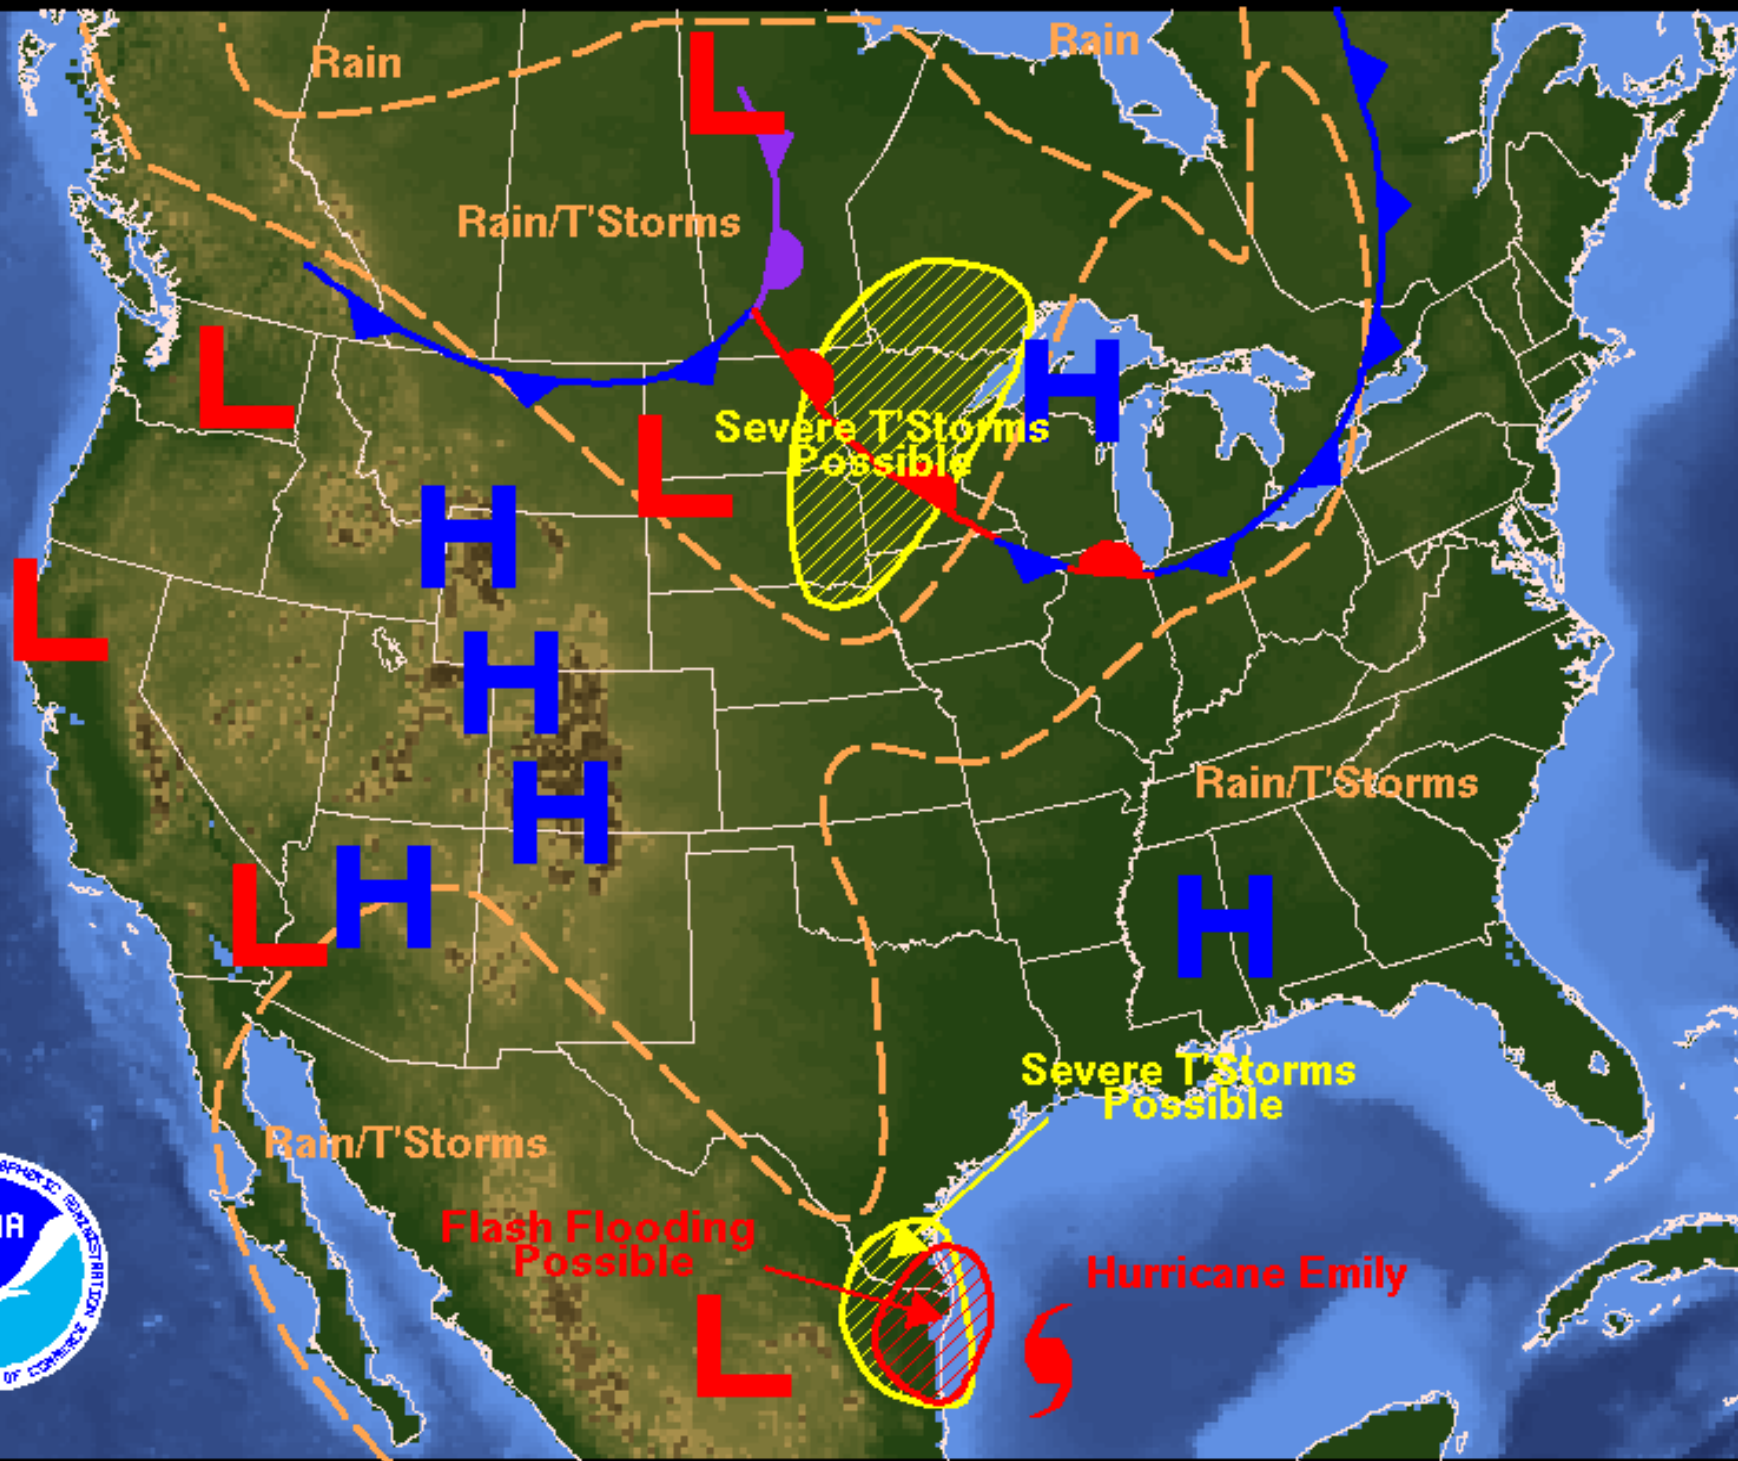 Rain
Rain
L
Rain/T'Storms
L
H
Severe T'Storms
Possible
L
H
L
H
H
Rain/T'Storms
L
H
H
Severe T'Storms
Possible
Rain/T'Storms
Flash Flooding
Possible
Hurricane Emily
L